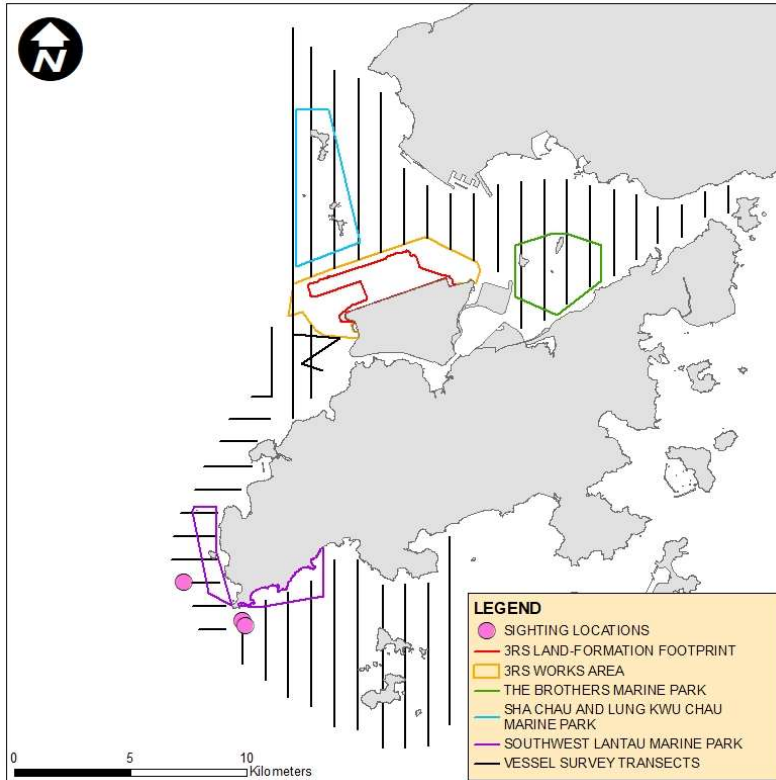 N
LEGEND
SIGHTING LOCATIONS
3RS LAND-FORMATION FOOTPRINT
3RS WORKS AREA
THE BROTHERS MARINE PARK
SHA CHAU AND LUNG KWU CHAU
MARINE PARK
SOUTHWEST LANTAU MARINE PARK
VESSEL SURVEY TRANSECTS
0 5 10
Kilometers